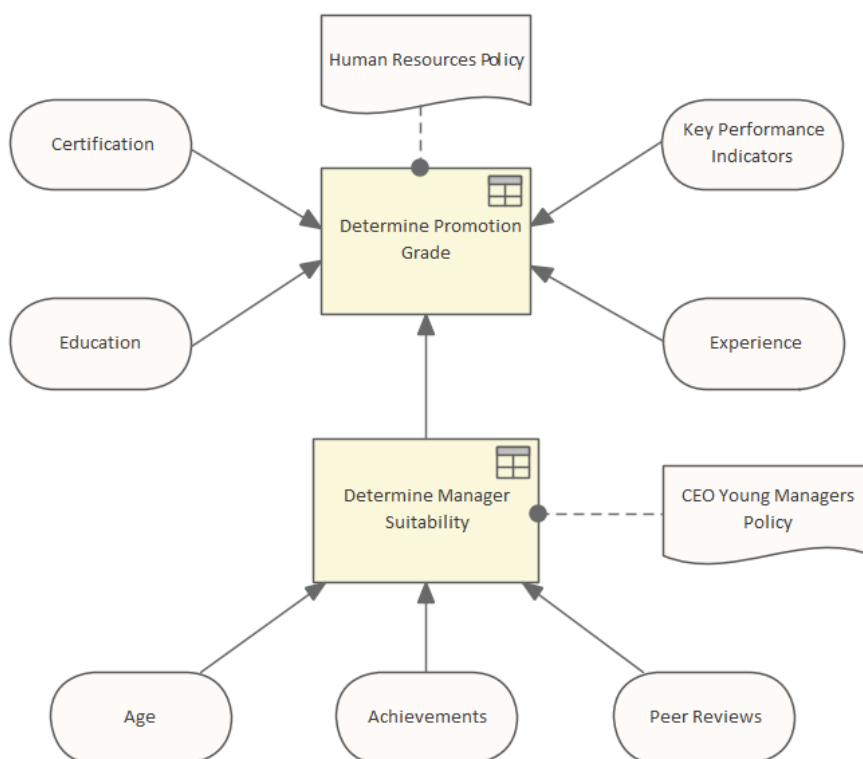 Human Resources Policy
Certification
Key Performance
Indicators
Determine Promotion
Grade
Education
Experience
Determine Manager
Suitability
CEO Young Managers
Policy
Age
Achievements
Peer Reviews